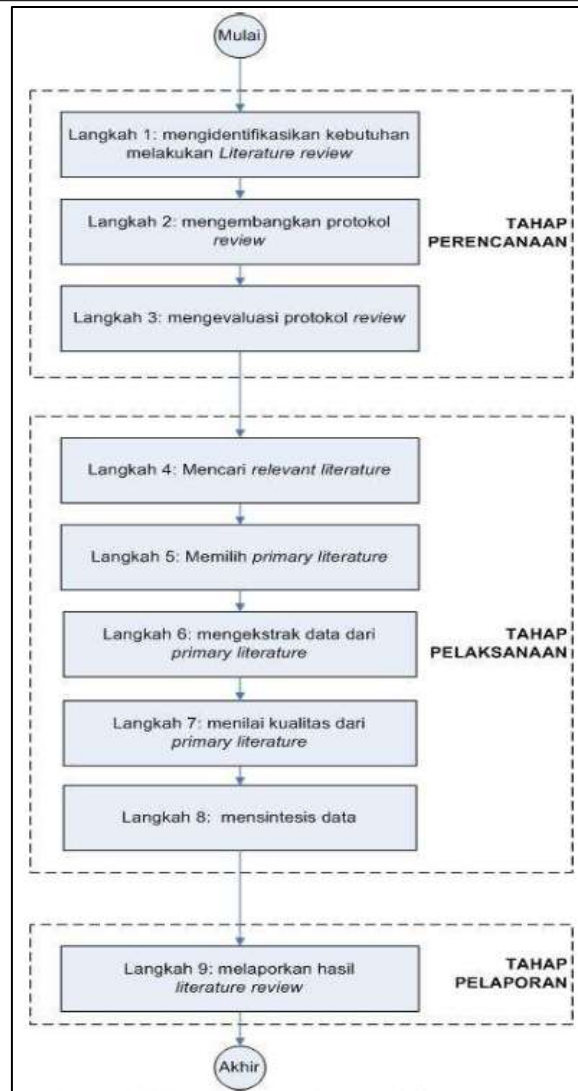 Mulai
Langkah 1: mengidentifikasikan kebutuhan
melakukan Literature review
Langkah 2: mengembangkan protokol
review
TAHAP
PERENCANAAN
Langkah 3: mengevaluasi protokol review
Langkah 4: Mencari relevant literature
Langkah 5: Memilih primary literature
Langkah 6: mengekstrak data dari
primary literature
TAHAP
PELAKSANAAN
Langkah 7: menilai kualitas dari
primary literature
Langkah 8: mensintesis data
Langkah 9: melaporkan hasil
literature review
TAHAP
PELAPORAN
Akhir